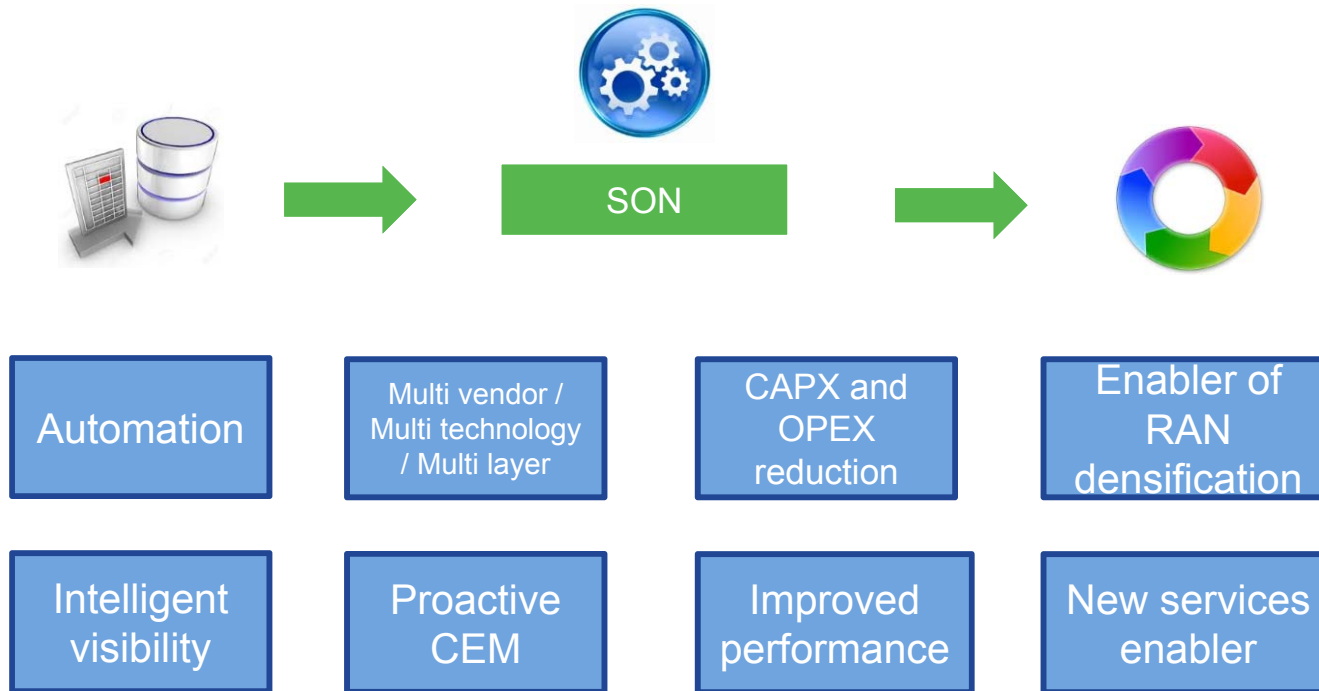 SON
Automation
Multi vendor /
Multi technology
/ Multi layer
CAPX and
OPEX
reduction
Enabler of
RAN
densification
Intelligent
visibility
Proactive
CEM
Improved
performance
New services
enabler